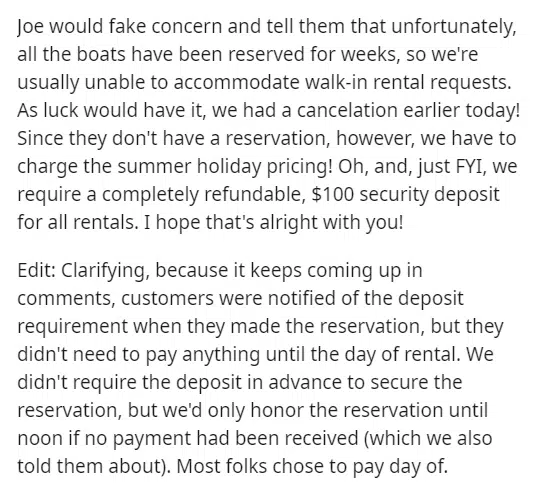 Joe would fake concern and tell them that unfortunately,
all the boats have been reserved for weeks, so we're
usually unable to accommodate walk-in rental requests.
As luck would have it, we had a cancelation earlier today!
Since they don't have a reservation, however, we have to
charge the summer holiday pricing! Oh, and, just FYI, we
require a completely refundable, $100 security deposit
for all rentals. I hope that's alright with you!
Edit: Clarifying, because it keeps coming up in
comments, customers were notified of the deposit
requirement when they made the reservation, but they
didn't need to pay anything until the day of rental. We
didn't require the deposit in advance to secure the
reservation, but we'd only honor the reservation until
noon if no payment had been received (which we also
told them about). Most folks chose to pay day of.